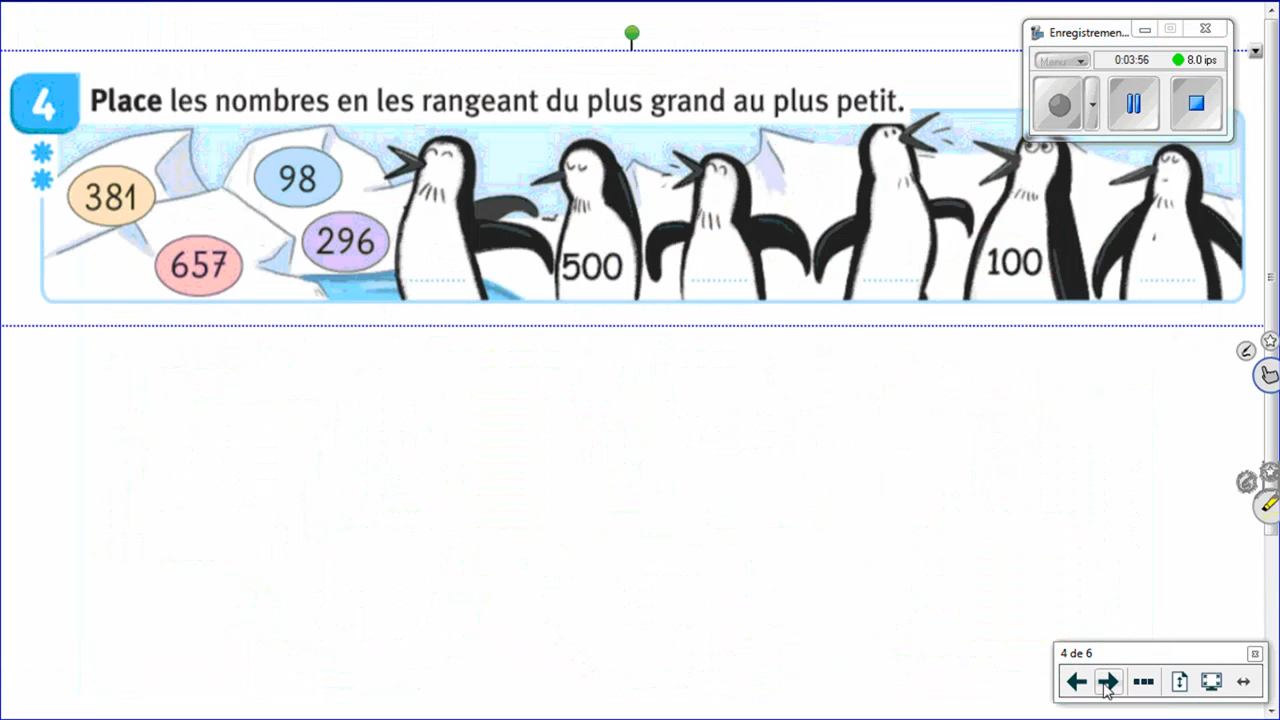 Enregistremen...
Menu
0:03:56
8.0 ips
4
Place les nombres en les rangeant du plus grand au plus petit.
381
98
657
296
500
100
4 de 6